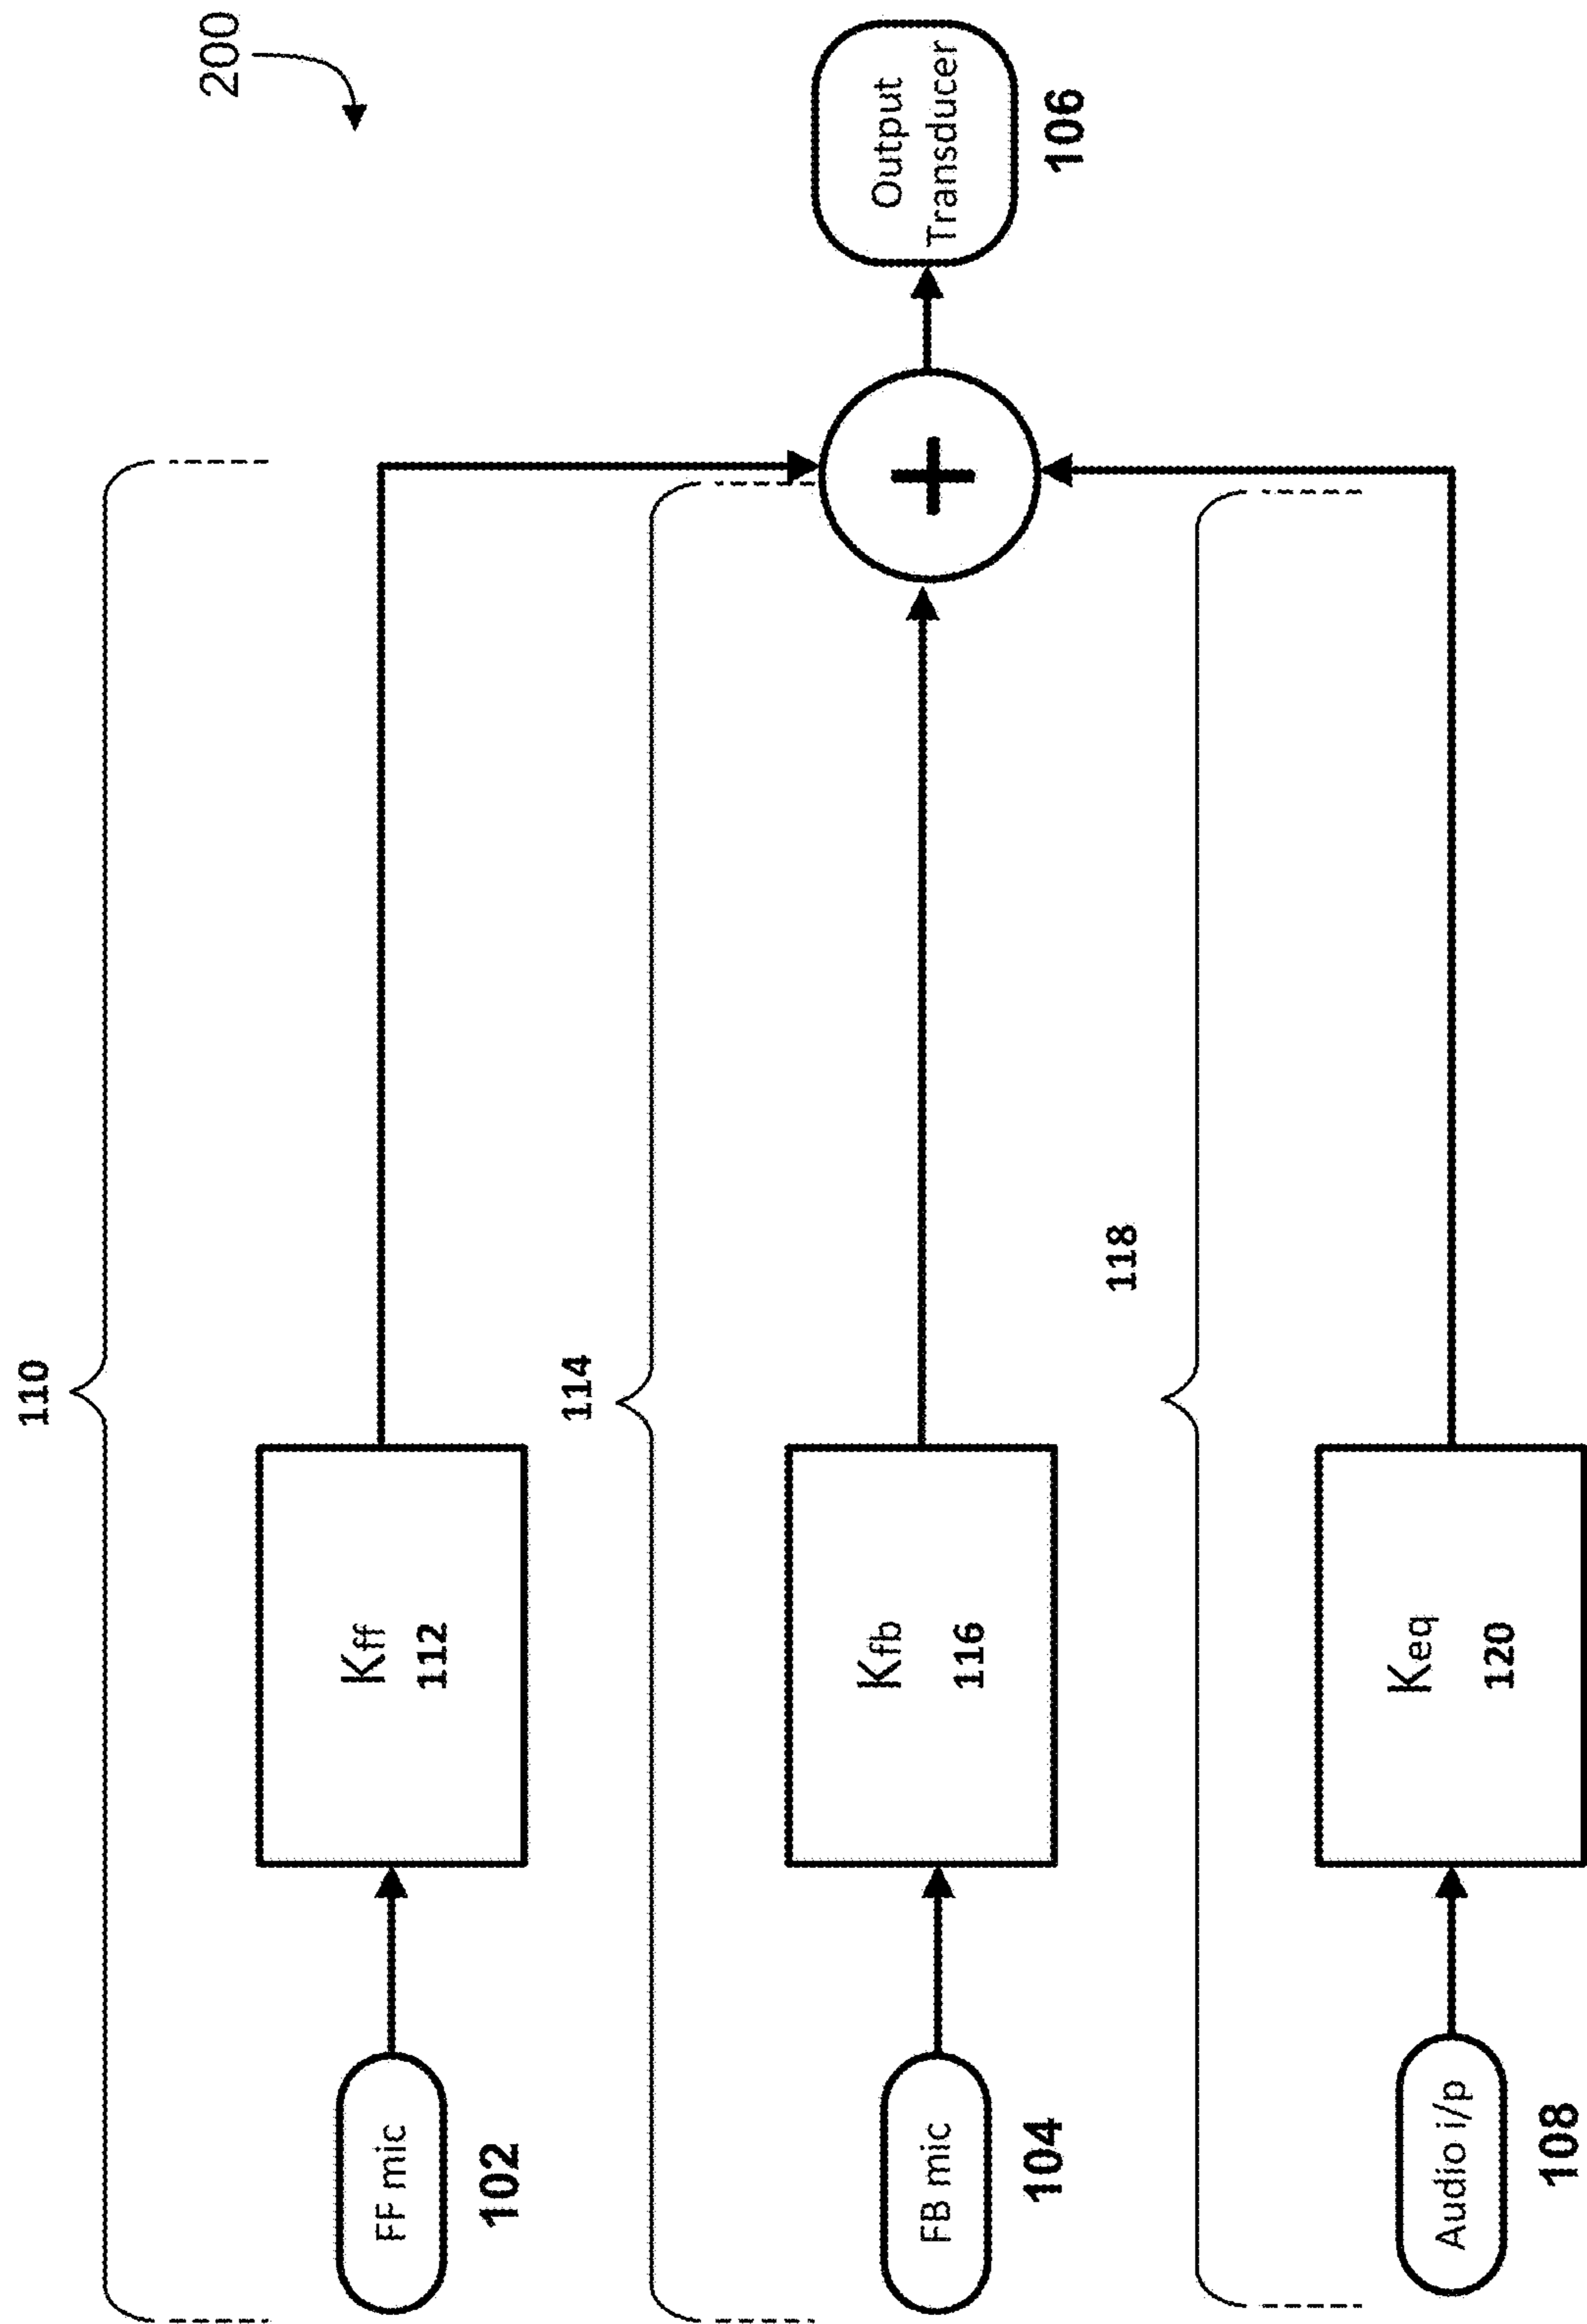 200
110
FF mic
102
Kff
112
114
FB mic
104
Kfb
116
Output
Transducer
106
118
Audio i/p
108
Keq
120